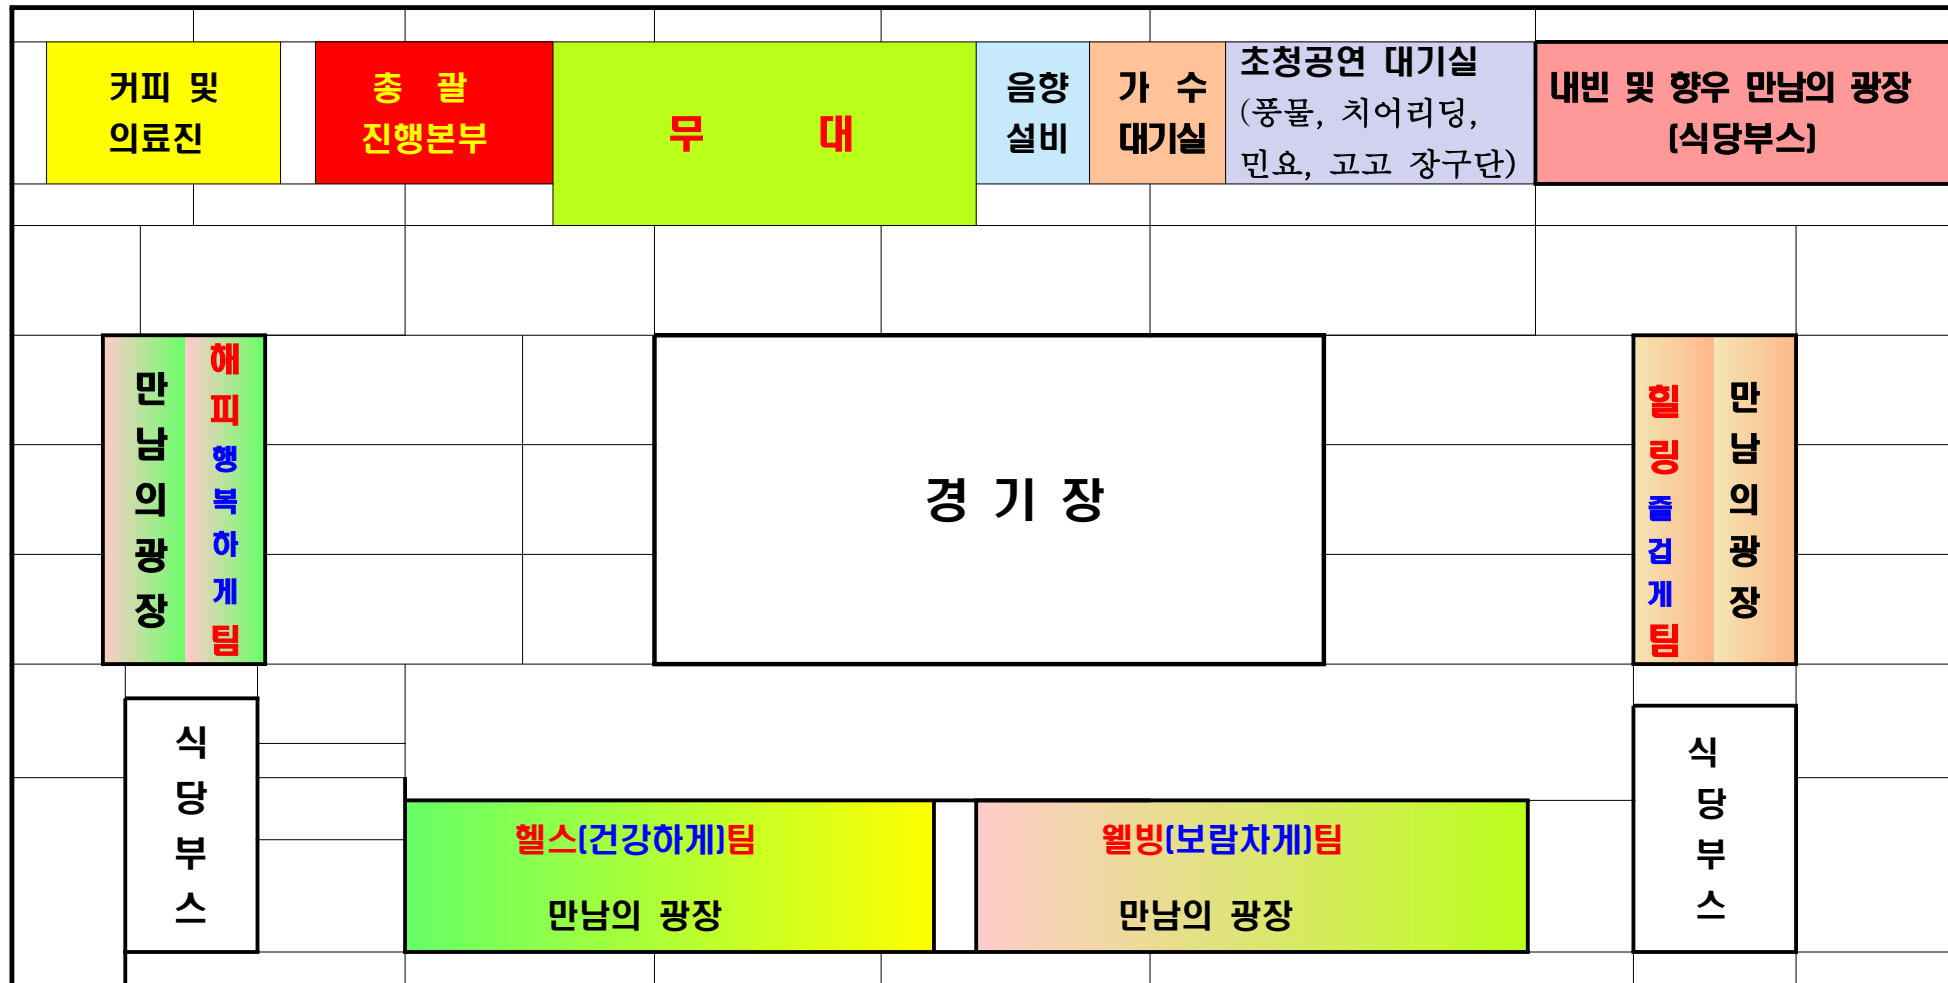 커피 및
의료진
총 괄
진행본부
무 대
음향
설비
가 수
대기실
초청공연 대기실
(풍물, 치어리딩,
민요, 고고 장구단)
내빈 및 향우 만남의 광장
(식당부스)
만남의광장
해피행복하게팀
경 기 장
힐링즐겁게팀
만남의광장
식당부스
헬스(건강하게)팀
만남의 광장
웰빙(보람차게)팀
만남의 광장
식당부스